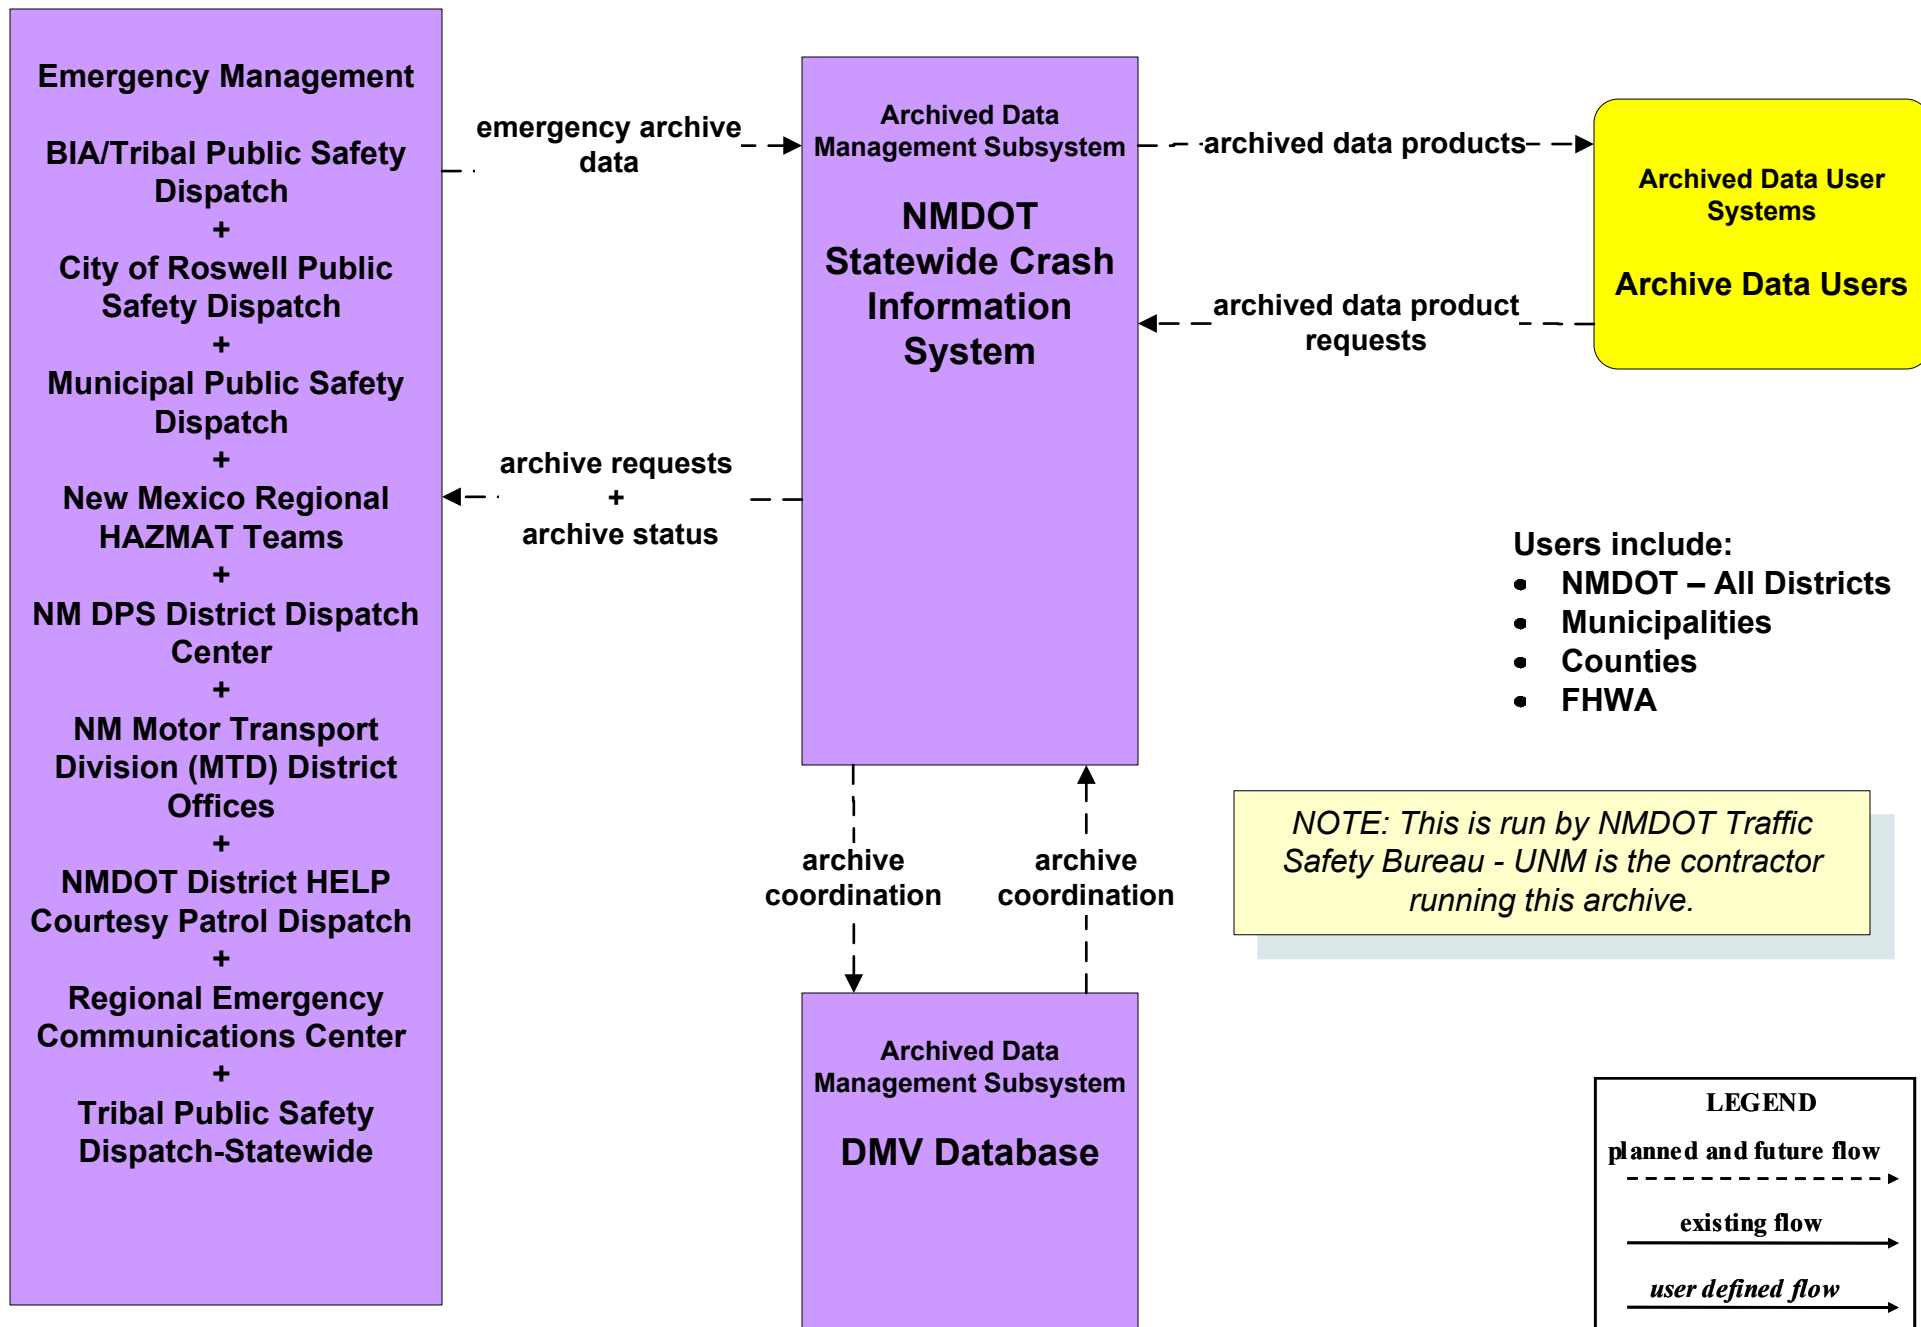 Emergency Management
BIA/Tribal Public Safety
Dispatch
+
City of Roswell Public
Safety Dispatch
+
Municipal Public Safety
Dispatch
+
New Mexico Regional
HAZMAT Teams
+
NM DPS District Dispatch
Center
+
NM Motor Transport
Division (MTD) District
Offices
+
NMDOT District HELP
Courtesy Patrol Dispatch
+
Regional Emergency
Communications Center
+
Tribal Public Safety
Dispatch-Statewide
emergency archive
data
archive requests
+
archive status
Archived Data
Management Subsystem
NMDOT
Statewide Crash
Information
System
archive
coordination
archive
coordination
Archived Data
Management Subsystem
DMV Database
archived data products
archived data product
requests
Archived Data User
Systems
Archive Data Users
Users include:
• NMDOT – All Districts
• Municipalities
• Counties
• FHWA
NOTE: This is run by NMDOT Traffic
Safety Bureau - UNM is the contractor
running this archive.
LEGEND
planned and future flow
existing flow
user defined flow